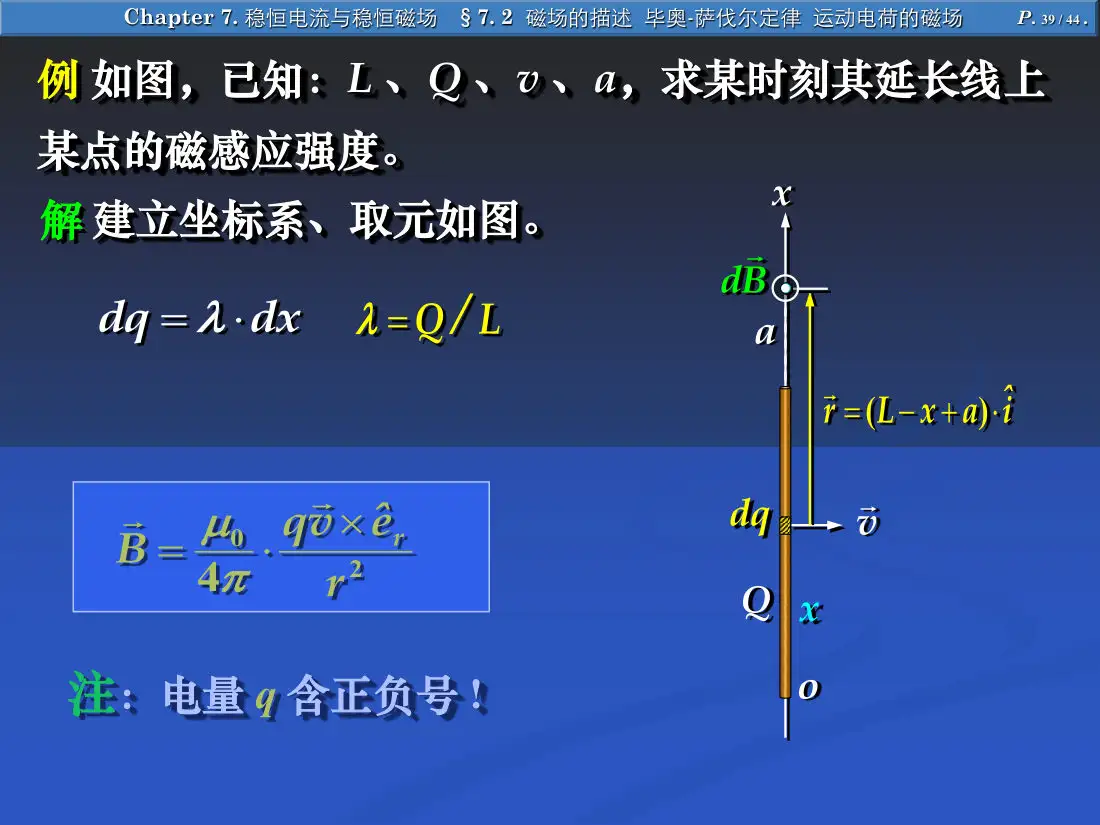 Chapter 7. 稳恒电流与稳恒磁场 §7. 2 磁场的描述 毕奥-萨伐尔定律 运动电荷的磁场 P. 39 / 44 .
例 如图，已知：L 、Q 、v 、a，求某时刻其延长线上
某点的磁感应强度。
解 建立坐标系、取元如图。
dq = λ · dx λ = Q / L
B⃗ = μ₀/4π · qv⃗ × ê_r / r²
注：电量 q 含正负号！
x
dB⃗
a
r⃗ = (L − x + a) · î
dq
v⃗
Q
x
o